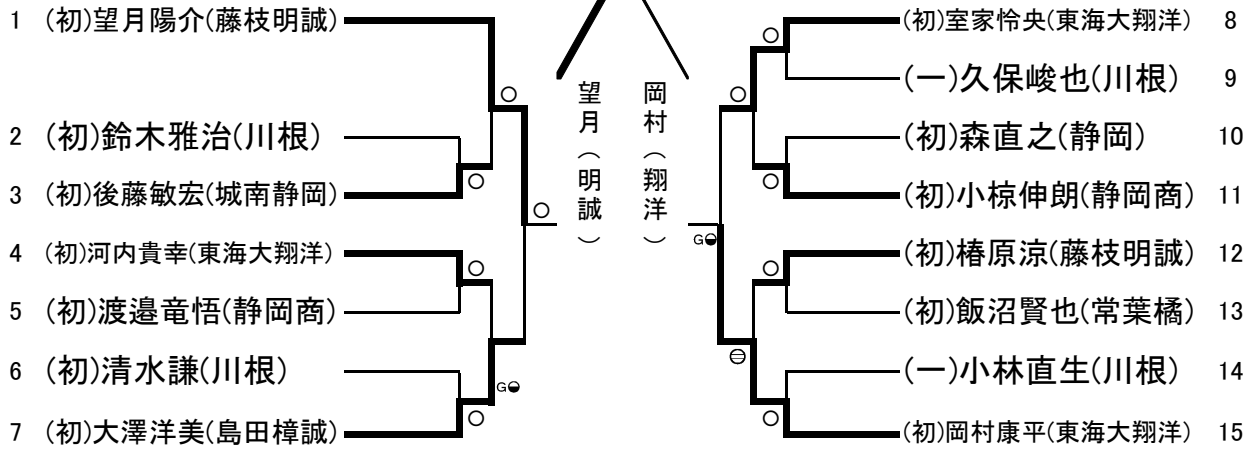 1 (初)望月陽介(藤枝明誠)
2 (初)鈴木雅治(川根)
3 (初)後藤敏宏(城南静岡)
4 (初)河内貴幸(東海大翔洋)
5 (初)渡邉竜悟(静岡商)
6 (初)清水謙(川根)
7 (初)大澤洋美(島田樟誠)
G
望月(明誠)
岡村(翔洋)
G
(初)室家怜央(東海大翔洋) 8
(一)久保峻也(川根) 9
(初)森直之(静岡) 10
(初)小椋伸朗(静岡商) 11
(初)椿原涼(藤枝明誠) 12
(初)飯沼賢也(常葉橘) 13
(一)小林直生(川根) 14
(初)岡村康平(東海大翔洋) 15